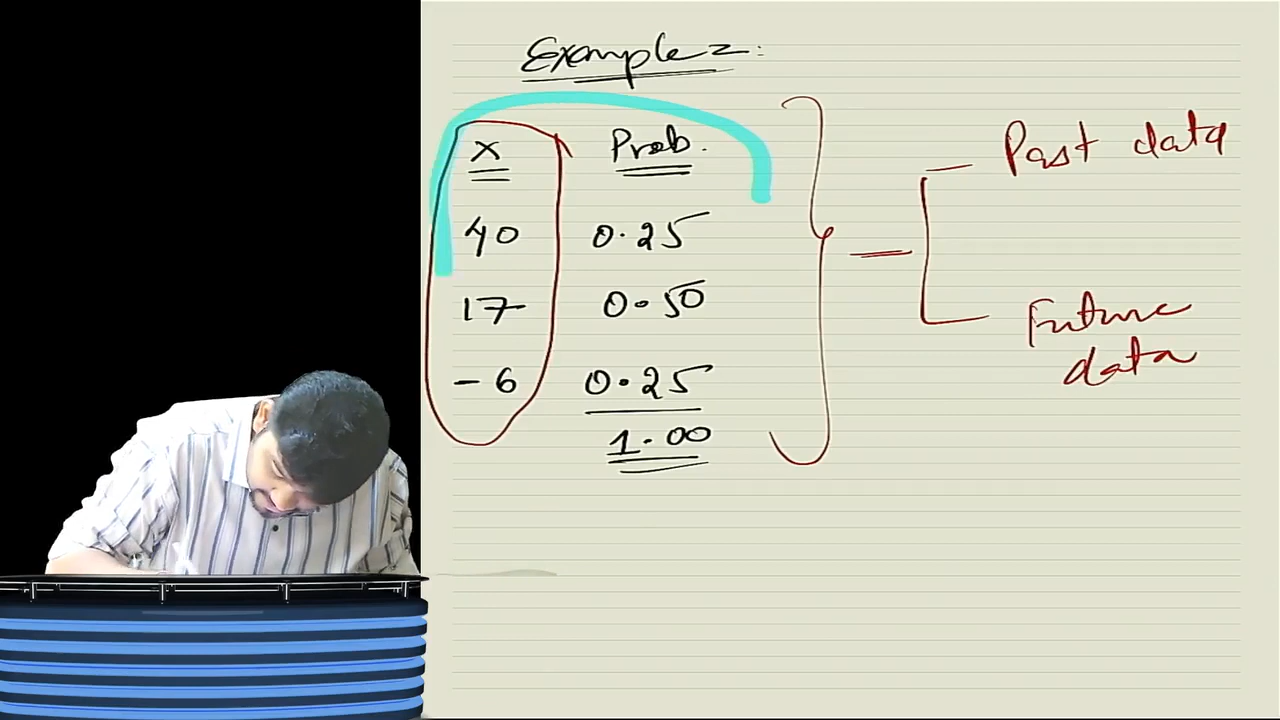 Example 2:
X Prob.
40 0.25
17 0.50
-6 0.25
1.00
Past data
Future
data